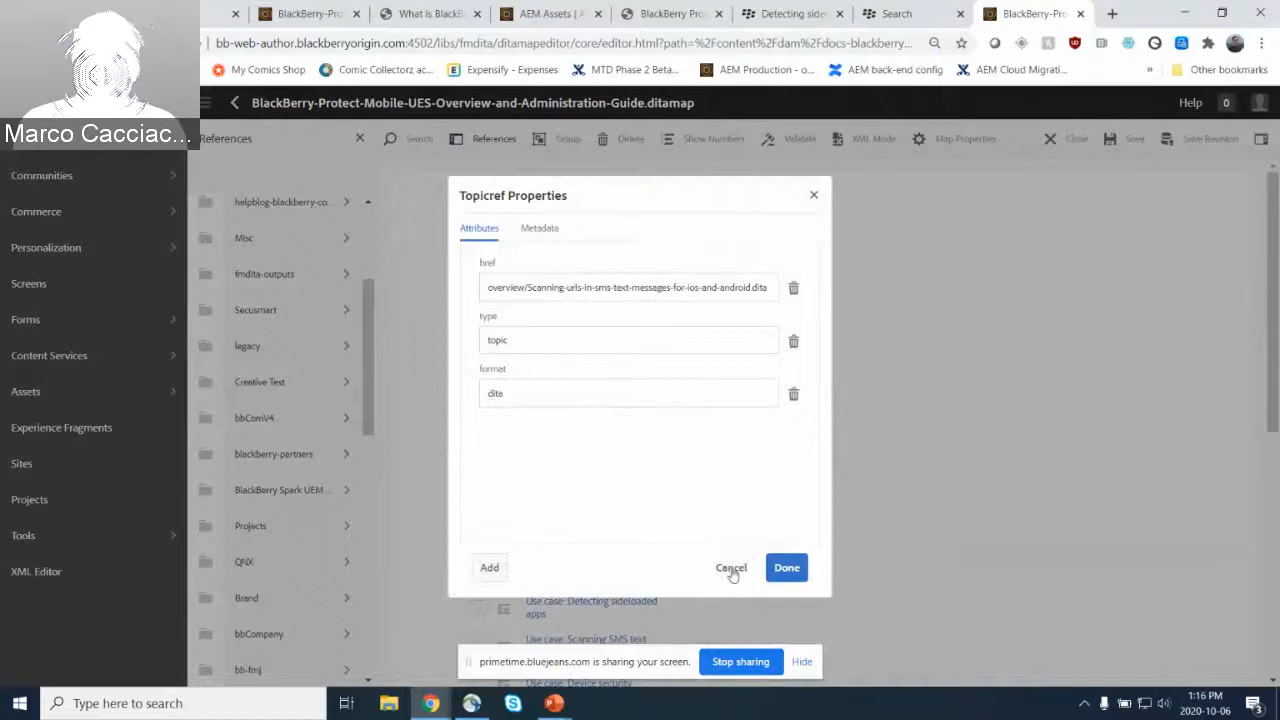 BlackBerry-Pro
What is BlackB
AEM Assets | A
BlackBerry Pro
Detecting side
Search
BlackBerry-Pro
bb-web-author.blackberryorigin.com:4502/libs/fmdita/ditamapeditor/core/editor.html?path=%2Fcontent%2Fdam%2Fdocs-blackberry...
My Comics Shop
Comic Collectorz ac...
Expensify - Expenses
MTD Phase 2 Beta...
AEM Production - o...
AEM back-end config
AEM Cloud Migrati...
»
Other bookmarks
BlackBerry-Protect-Mobile-UES-Overview-and-Administration-Guide.ditamap
Help
0
Marco Cacciac...
References
Search
References
Group
Delete
Show Numbers
Validate
XML Mode
Map Properties
Close
Save
Save Revision
Communities
Commerce
Personalization
Screens
Forms
Content Services
Assets
Experience Fragments
Sites
Projects
Tools
XML Editor
helpblog-blackberry-co...
Misc
fmdita-outputs
Secusmart
legacy
Creative Test
bbComV4
blackberry-partners
BlackBerry Spark UEM ...
Projects
QNX
Brand
bbCompany
bb-fmj
Topicref Properties
Attributes
Metadata
href
overview/Scanning-urls-in-sms-text-messages-for-ios-and-android.dita
type
topic
format
dita
Add
Cancel
Done
Use case: Detecting sideloaded
apps
Use case: Scanning SMS text
primetime.bluejeans.com is sharing your screen.
Stop sharing
Hide
Use case: Device security
Type here to search
1:16 PM
2020-10-06
3